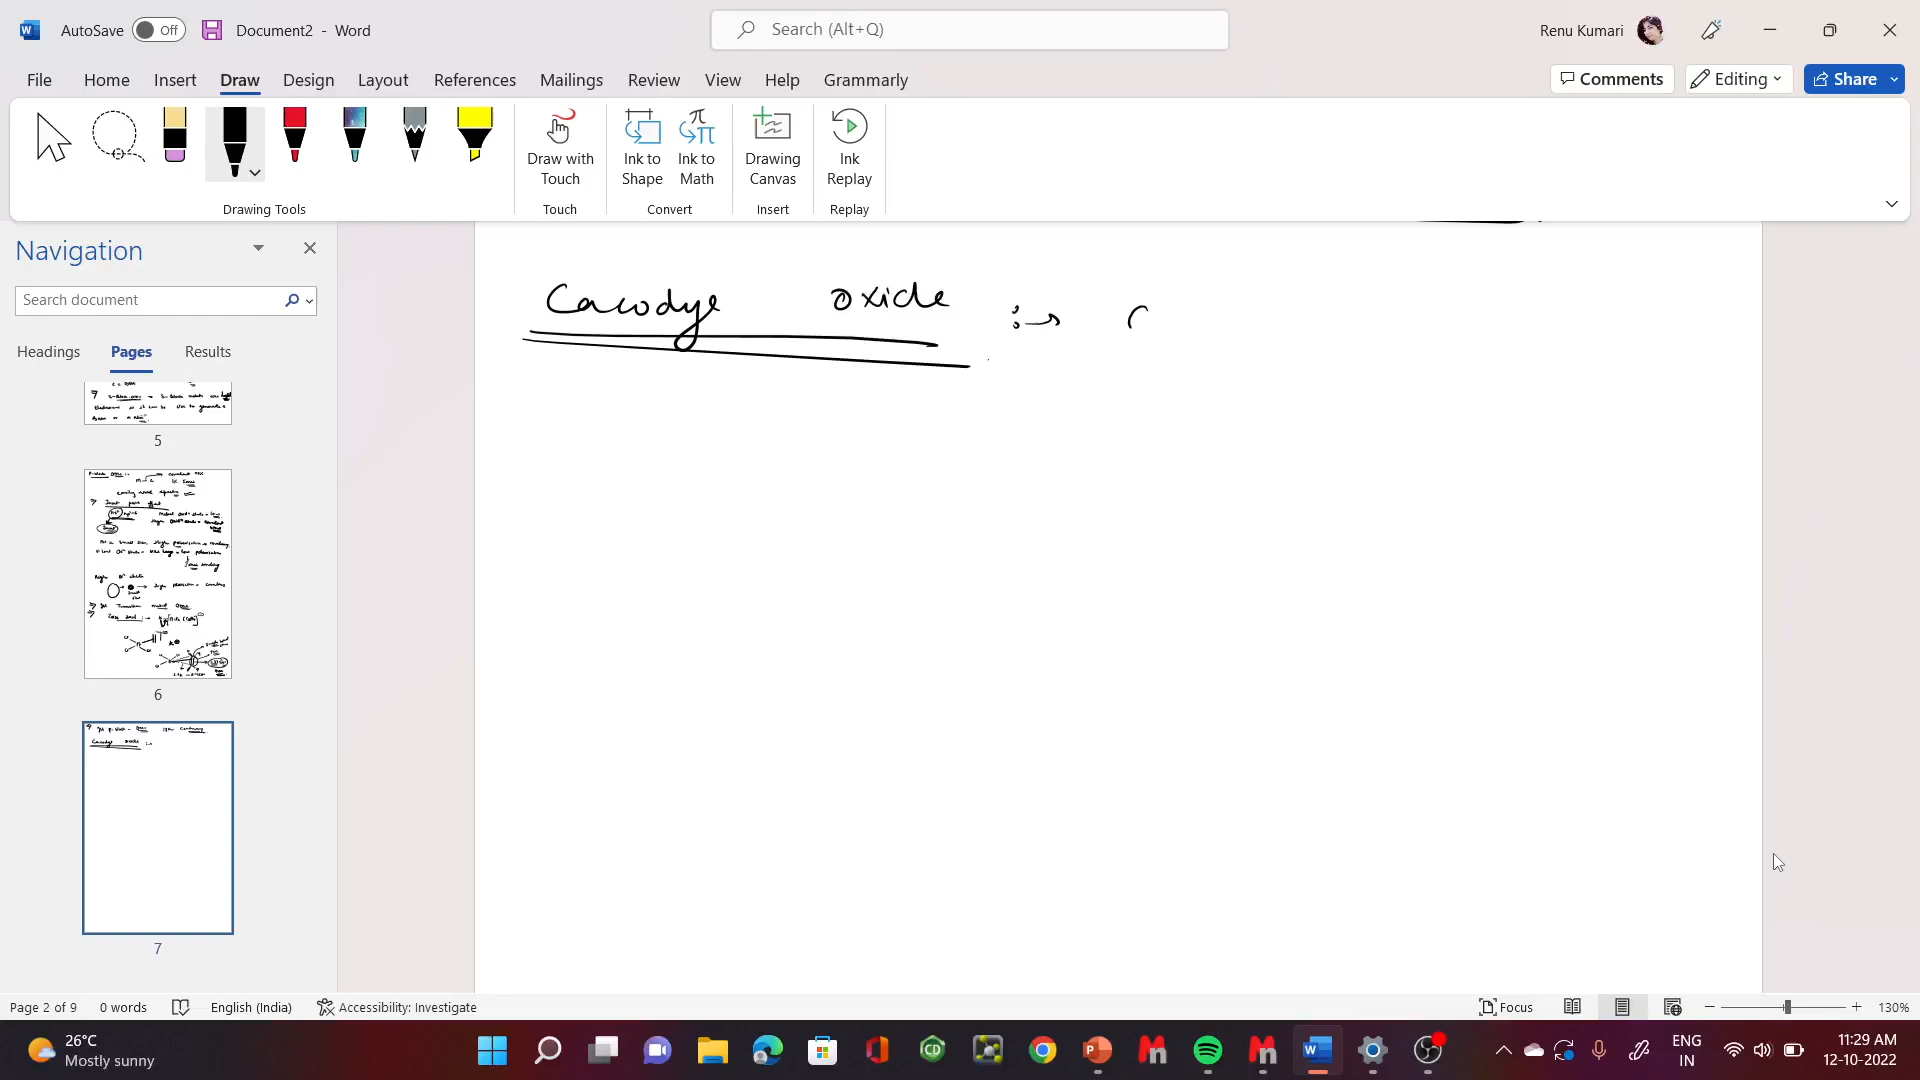 AutoSave Off Document2 - Word Search (Alt+Q) Renu Kumari
File Home Insert Draw Design Layout References Mailings Review View Help Grammarly Comments Editing Share
Draw with Touch Ink to Shape Ink to Math Drawing Canvas Ink Replay
Drawing Tools Touch Convert Insert Replay
Navigation
Search document
Headings Pages Results
5
6
7
Cacodye oxide :→ C
Page 2 of 9 0 words English (India) Accessibility: Investigate Focus 130%
26°C
Mostly sunny
ENG
IN
11:29 AM
12-10-2022